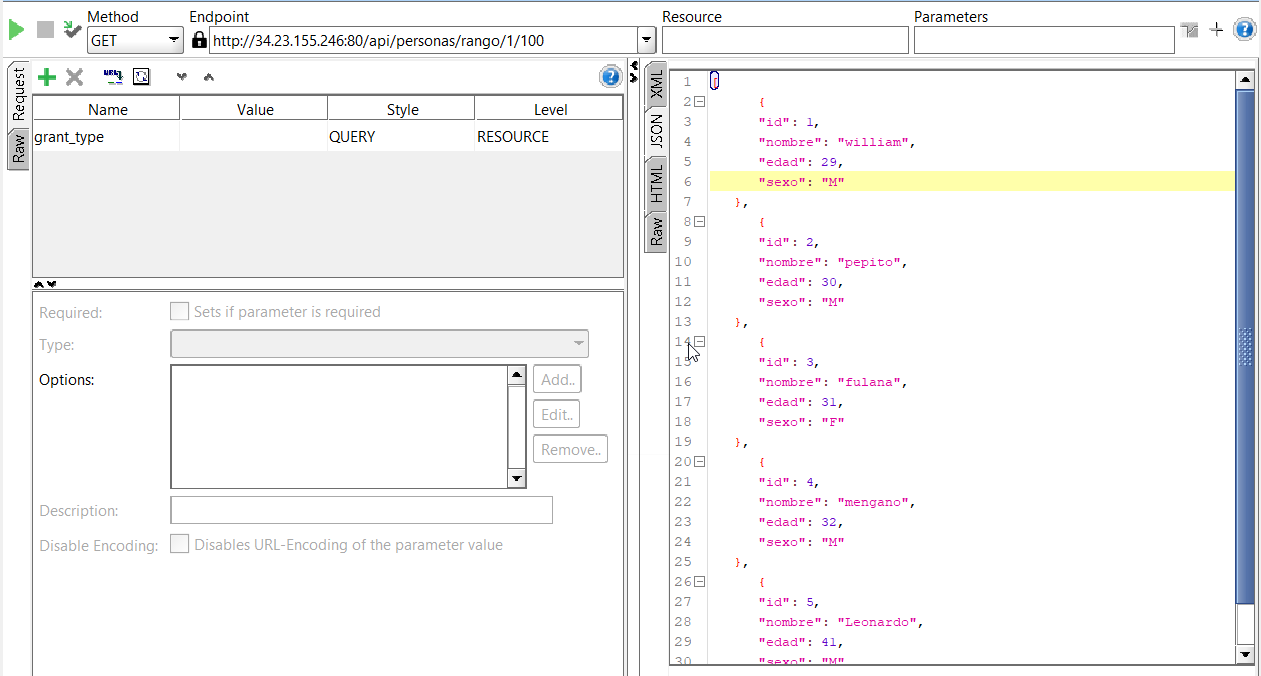 Method
Endpoint
Resource
Parameters
GET
http://34.23.155.246:80/api/personas/rango/1/100
Request
Raw
Name Value Style Level
grant_type QUERY RESOURCE
Required: Sets if parameter is required
Type:
Options:
Add..
Edit..
Remove..
Description:
Disable Encoding: Disables URL-Encoding of the parameter value
XML
JSON
HTML
Raw
1 [
2 {
3 "id": 1,
4 "nombre": "william",
5 "edad": 29,
6 "sexo": "M"
7 },
8 {
9 "id": 2,
10 "nombre": "pepito",
11 "edad": 30,
12 "sexo": "M"
13 },
14 {
15 "id": 3,
16 "nombre": "fulana",
17 "edad": 31,
18 "sexo": "F"
19 },
20 {
21 "id": 4,
22 "nombre": "mengano",
23 "edad": 32,
24 "sexo": "M"
25 },
26 {
27 "id": 5,
28 "nombre": "Leonardo",
29 "edad": 41,
30 "sexo": "M"